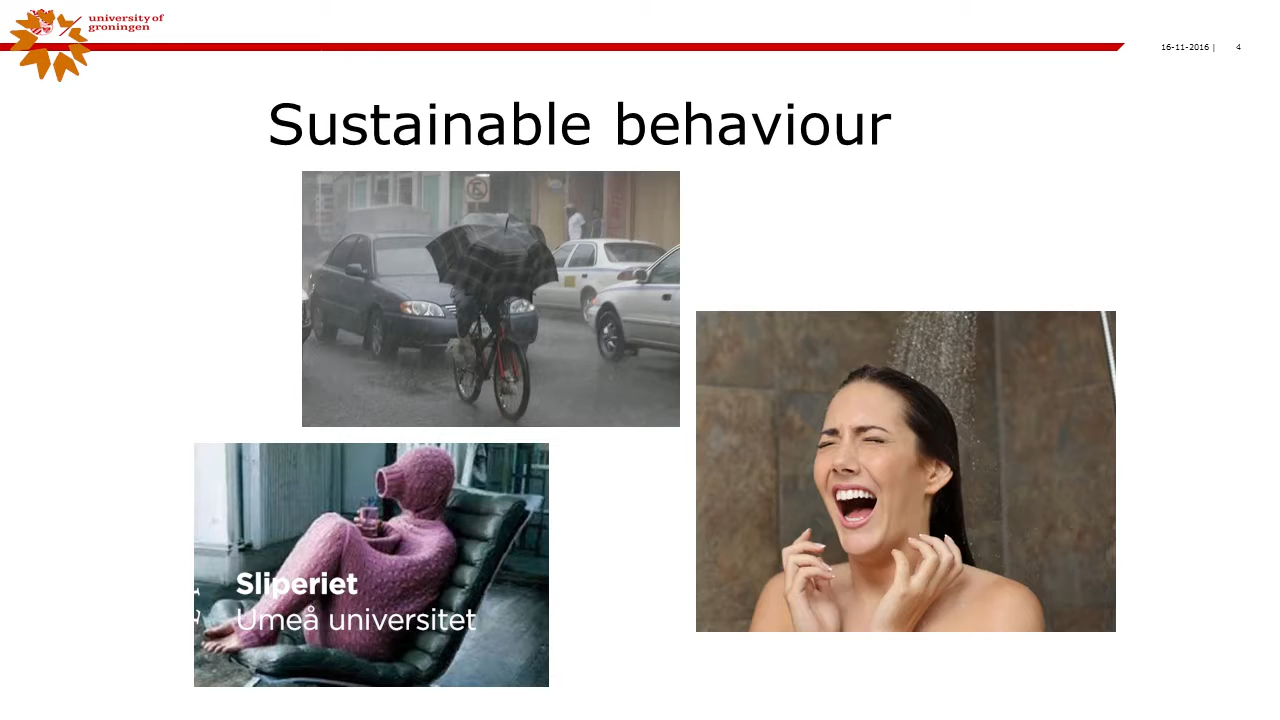 university of
groningen
16-11-2016 |
4
Sustainable behaviour
Sliperiet
Umeå universitet